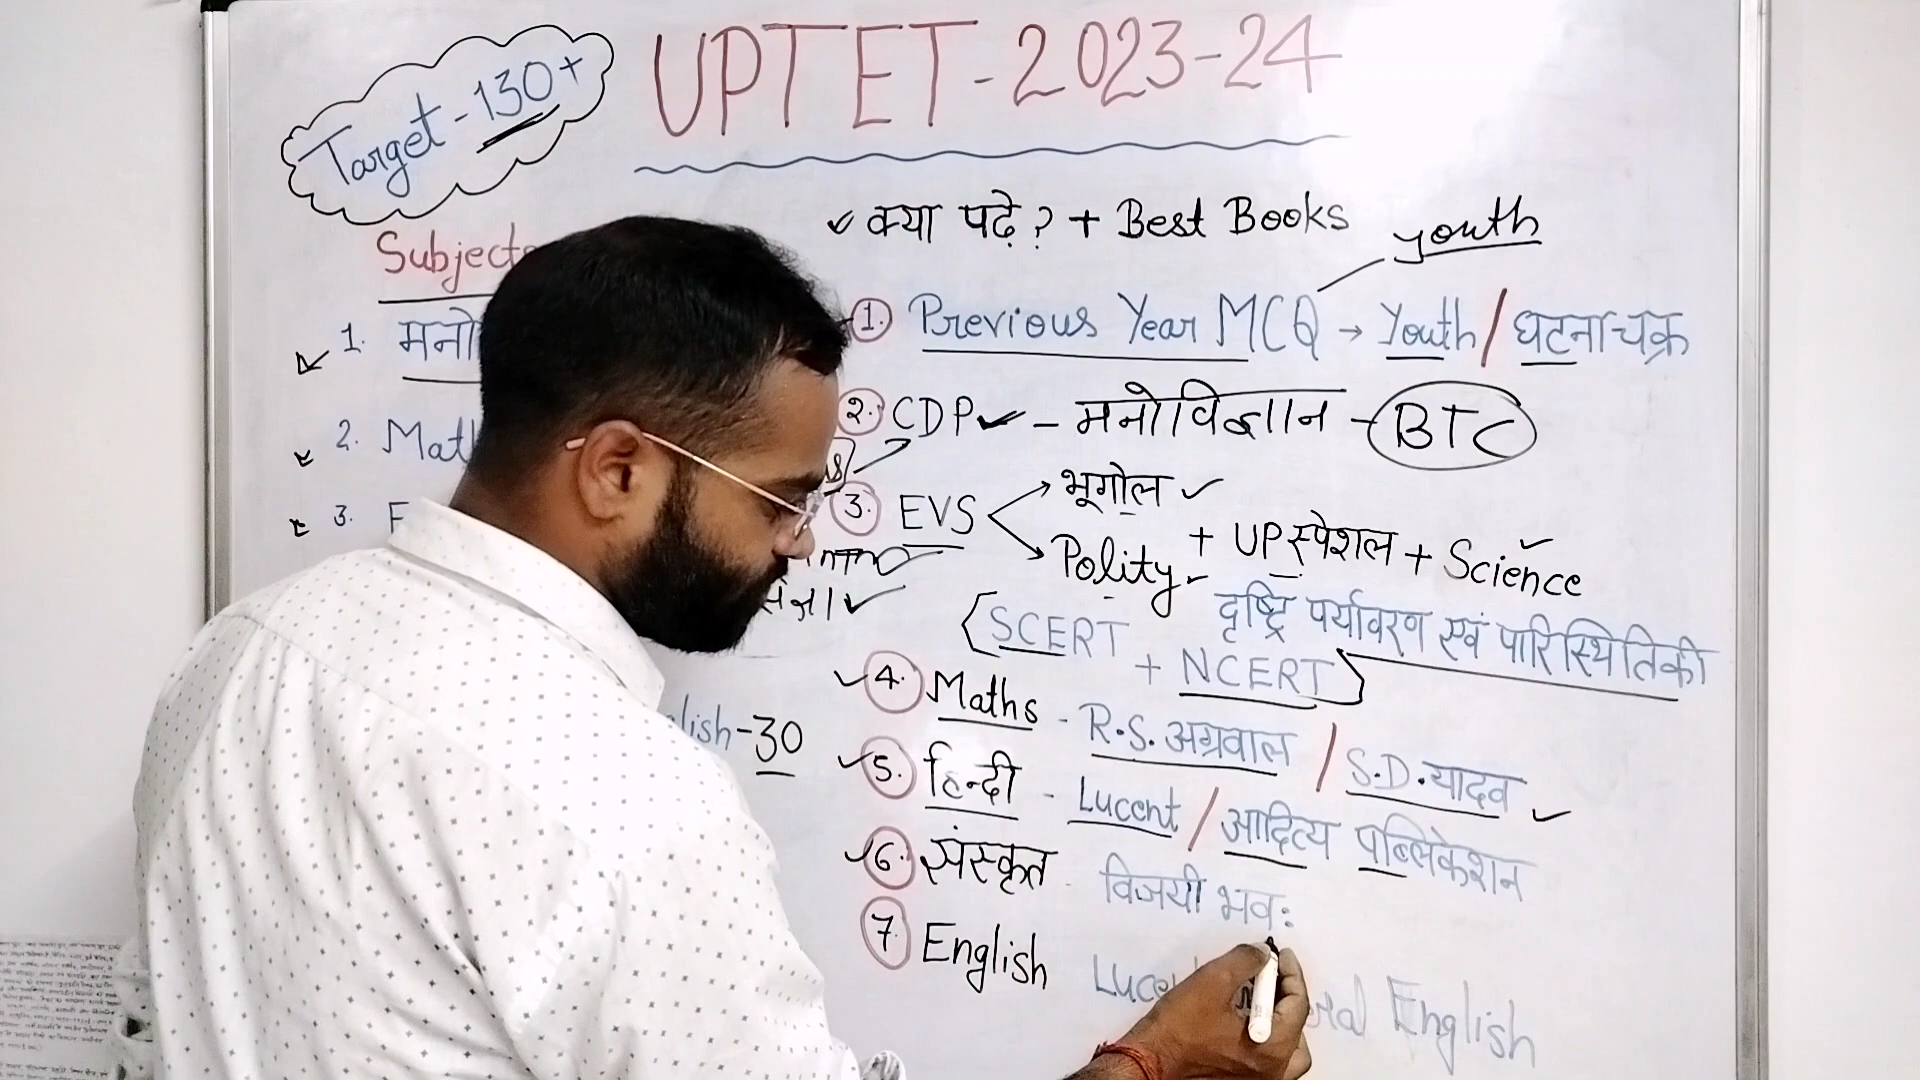 Target - 130+
UPTET - 2023-24
✓ क्या पढ़े ? + Best Books
youth
Subject
1. मनो
2. Mat
3.
lish - 30
1. Previous Year MCQ → Youth / घटनाचक्र
2. CDP ✓ - मनोविज्ञान - BTC
3. EVS
भूगोल ✓
Polity ✓ + UP स्पेशल + Science ✓
संज्ञा ✓
[SCERT + NCERT]
दृष्ट्रि पर्यावरण एवं पारिस्थितिकी
✓ 4. Maths - R.S. अग्रवाल / S.D. यादव ✓
✓ 5. हिन्दी - Lucent / आदित्य पब्लिकेशन
✓ 6. संस्कृत - विजयी भवः
7. English Luce English